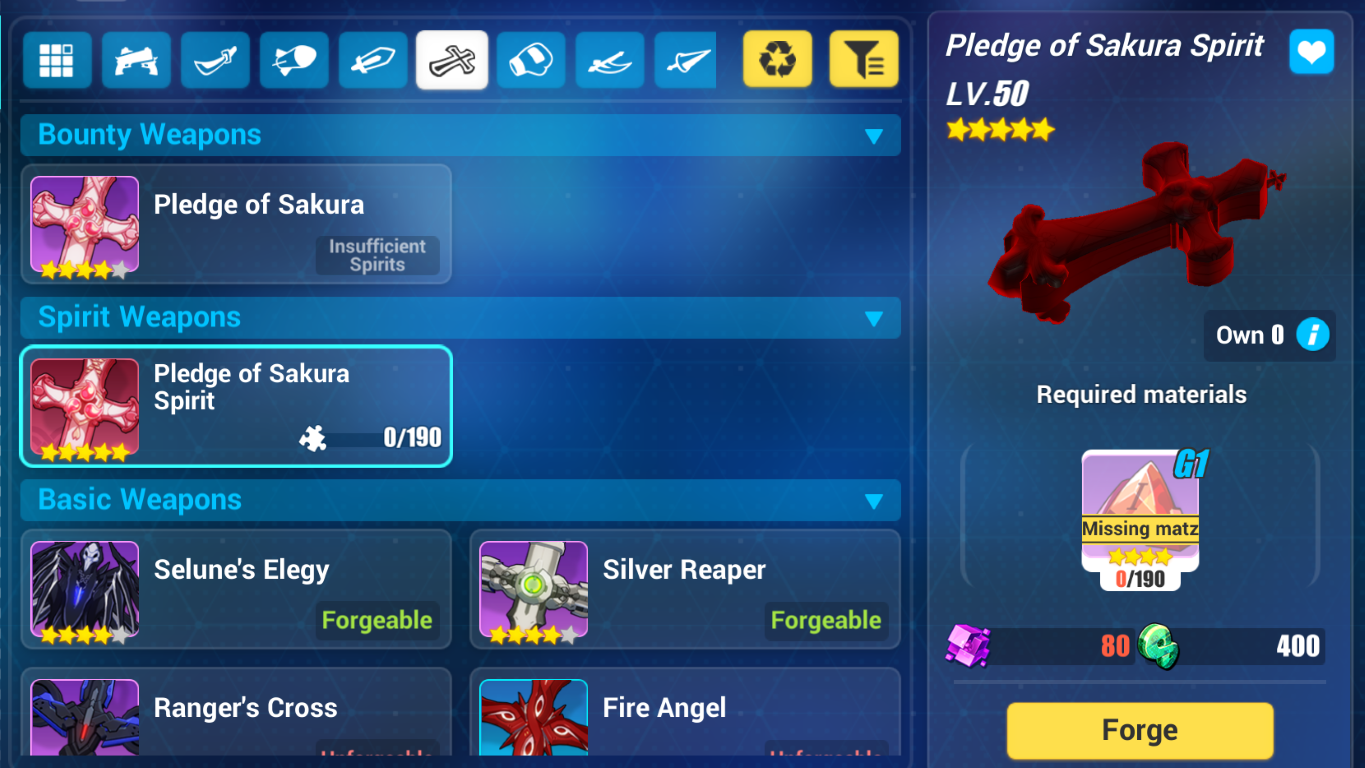 Bounty Weapons
Pledge of Sakura
Insufficient
Spirits
Spirit Weapons
Pledge of Sakura
Spirit
0/190
Basic Weapons
Selune's Elegy
Forgeable
Silver Reaper
Forgeable
Ranger's Cross
Unforgeable
Fire Angel
Unforgeable
Pledge of Sakura Spirit
LV.50
Own 0
Required materials
G1
I
Missing matz
0/190
80
400
Forge